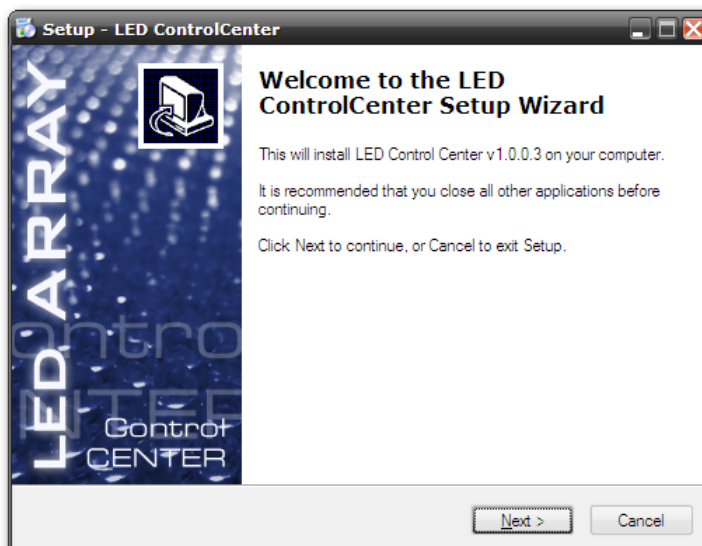 Setup - LED ControlCenter
LED ARRAY
Control
CENTER
ontro
NTER
Welcome to the LED
ControlCenter Setup Wizard
This will install LED Control Center v1.0.0.3 on your computer.
It is recommended that you close all other applications before
continuing.
Click Next to continue, or Cancel to exit Setup.
Next >
Cancel